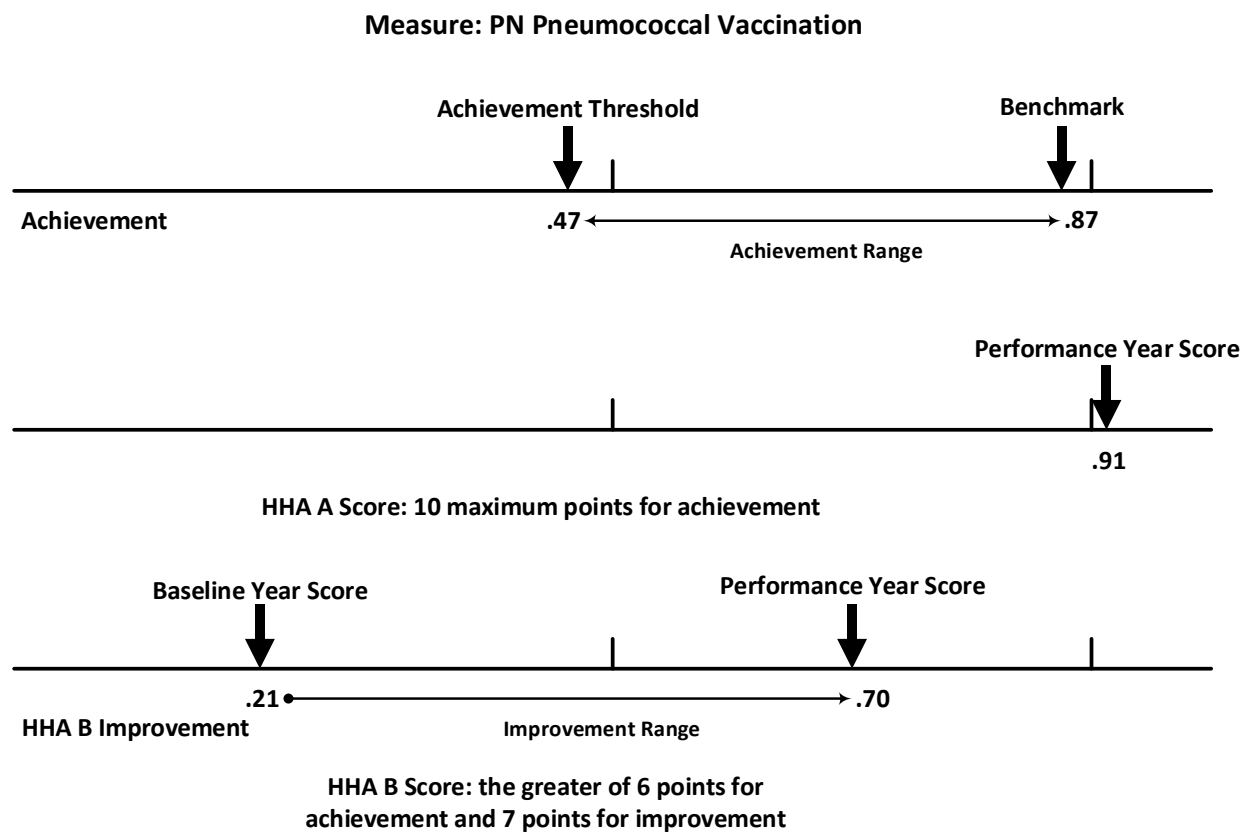 Measure: PN Pneumococcal Vaccination
Achievement Threshold
Benchmark
Achievement
.47
.87
Achievement Range
Performance Year Score
.91
HHA A Score: 10 maximum points for achievement
Baseline Year Score
Performance Year Score
.21
.70
HHA B Improvement
Improvement Range
HHA B Score: the greater of 6 points for
achievement and 7 points for improvement